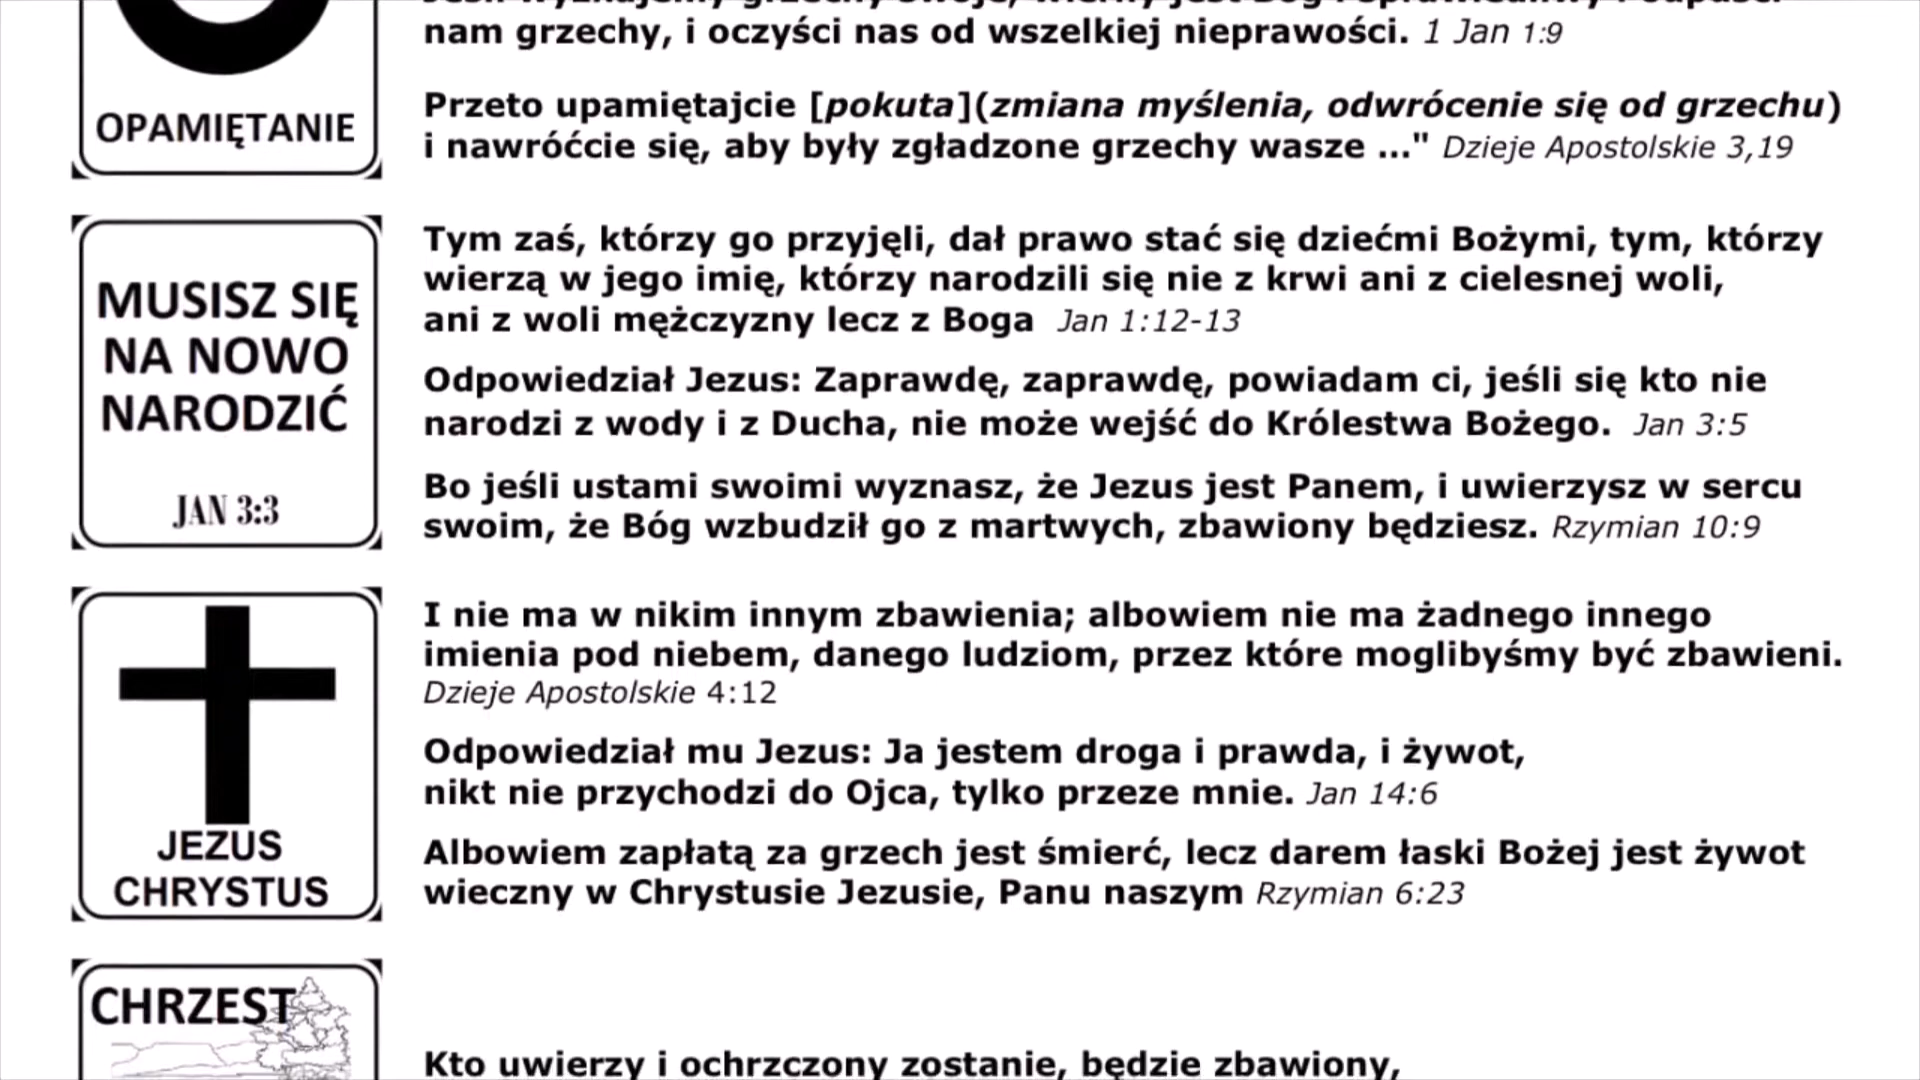 nam grzechy, i oczyści nas od wszelkiej nieprawości. 1 Jan 1:9
OPAMIĘTANIE
Przeto upamiętajcie [pokuta](zmiana myślenia, odwrócenie się od grzechu)
i nawróćcie się, aby były zgładzone grzechy wasze ..." Dzieje Apostolskie 3,19
MUSISZ SIĘ
NA NOWO
NARODZIĆ
JAN 3:3
Tym zaś, którzy go przyjęli, dał prawo stać się dziećmi Bożymi, tym, którzy
wierzą w jego imię, którzy narodzili się nie z krwi ani z cielesnej woli,
ani z woli mężczyzny lecz z Boga Jan 1:12-13
Odpowiedział Jezus: Zaprawdę, zaprawdę, powiadam ci, jeśli się kto nie
narodzi z wody i z Ducha, nie może wejść do Królestwa Bożego. Jan 3:5
Bo jeśli ustami swoimi wyznasz, że Jezus jest Panem, i uwierzysz w sercu
swoim, że Bóg wzbudził go z martwych, zbawiony będziesz. Rzymian 10:9
JEZUS
CHRYSTUS
I nie ma w nikim innym zbawienia; albowiem nie ma żadnego innego
imienia pod niebem, danego ludziom, przez które moglibyśmy być zbawieni.
Dzieje Apostolskie 4:12
Odpowiedział mu Jezus: Ja jestem droga i prawda, i żywot,
nikt nie przychodzi do Ojca, tylko przeze mnie. Jan 14:6
Albowiem zapłatą za grzech jest śmierć, lecz darem łaski Bożej jest żywot
wieczny w Chrystusie Jezusie, Panu naszym Rzymian 6:23
CHRZEST
Kto uwierzy i ochrzczony zostanie, będzie zbawiony,